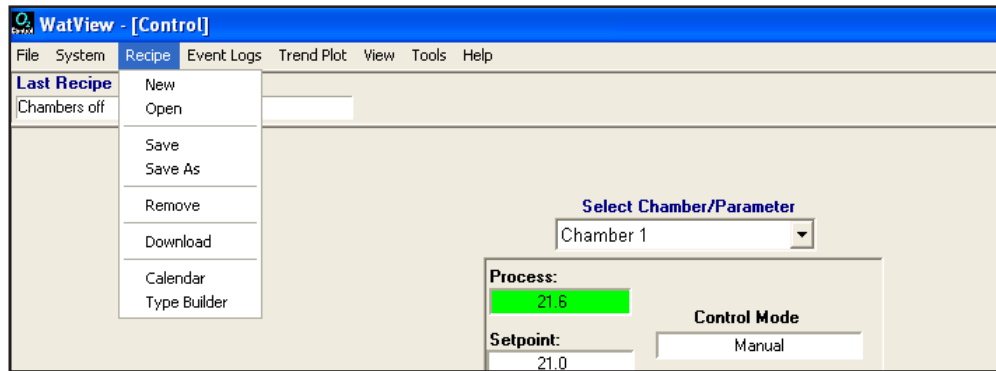 O₂ Control WatView - [Control]
File System Recipe Event Logs Trend Plot View Tools Help
Last Recipe
Chambers off
New
Open
Save
Save As
Remove
Download
Calendar
Type Builder
Select Chamber/Parameter
Chamber 1
Process:
21.6
Control Mode
Manual
Setpoint:
21.0